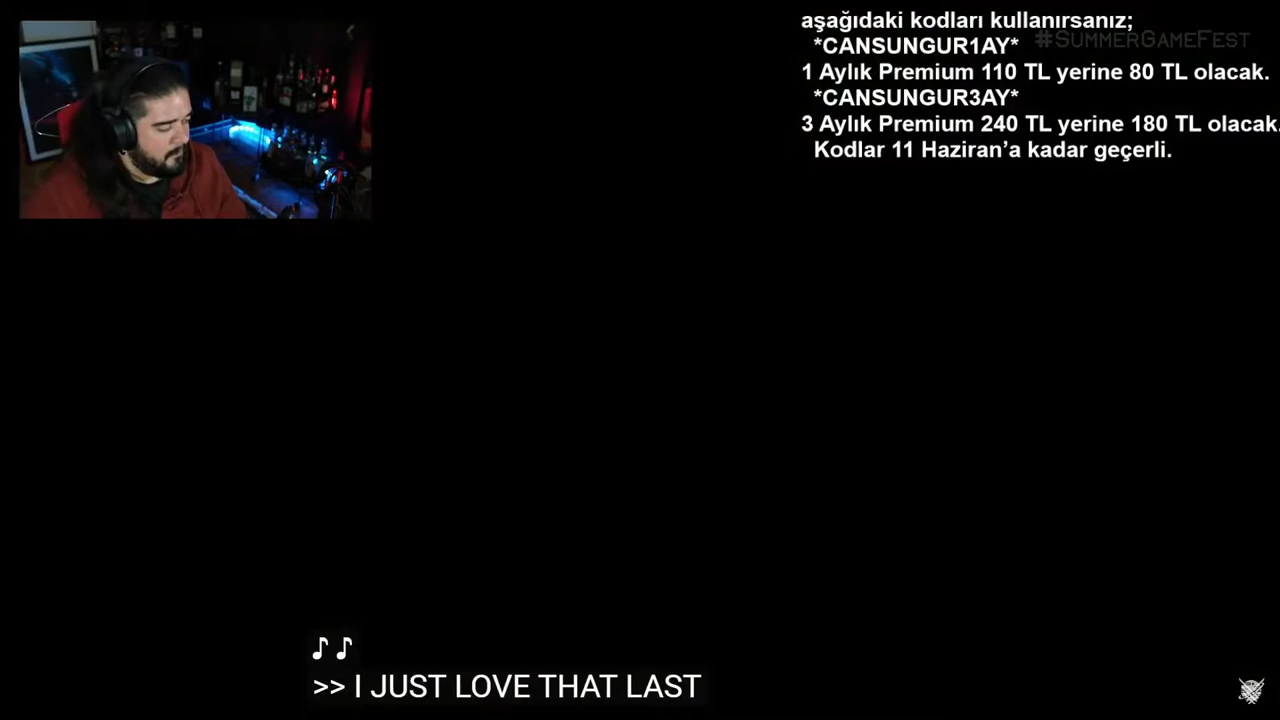 aşağıdaki kodları kullanırsanız;
*CANSUNGUR1AY*
#SUMMERGAMEFEST
1 Aylık Premium 110 TL yerine 80 TL olacak.
*CANSUNGUR3AY*
3 Aylık Premium 240 TL yerine 180 TL olacak.
Kodlar 11 Haziran’a kadar geçerli.
♪ ♪
>> I JUST LOVE THAT LAST